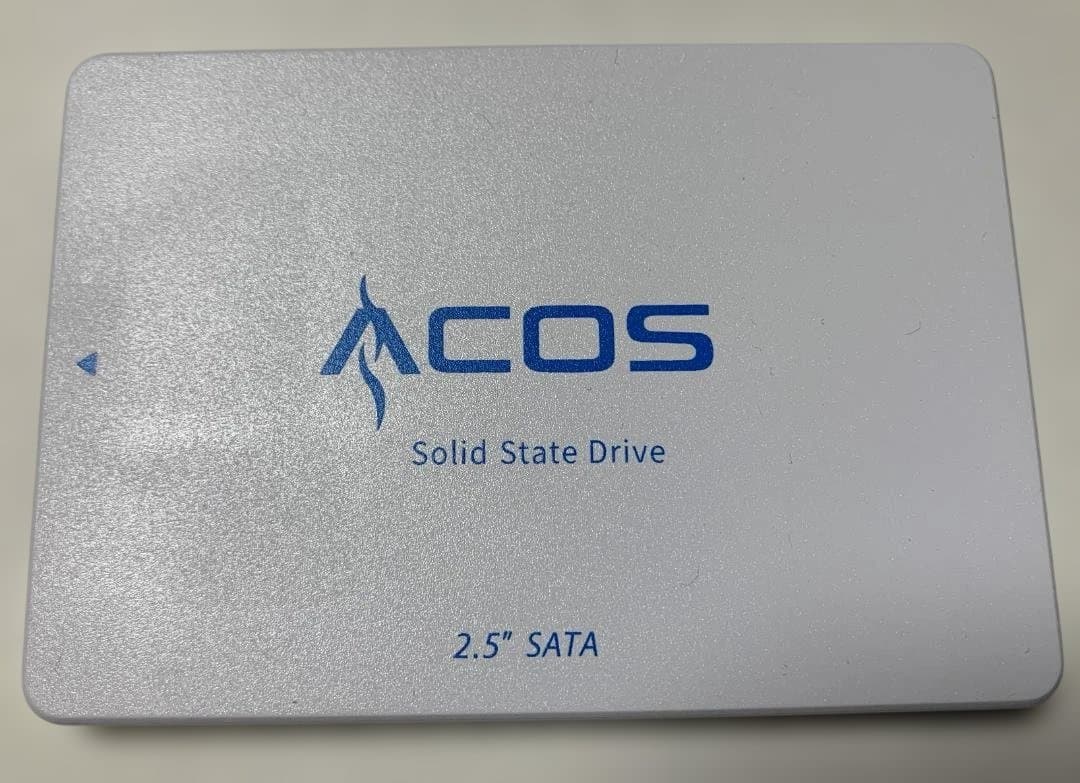 ACOS
Solid State Drive
2.5" SATA